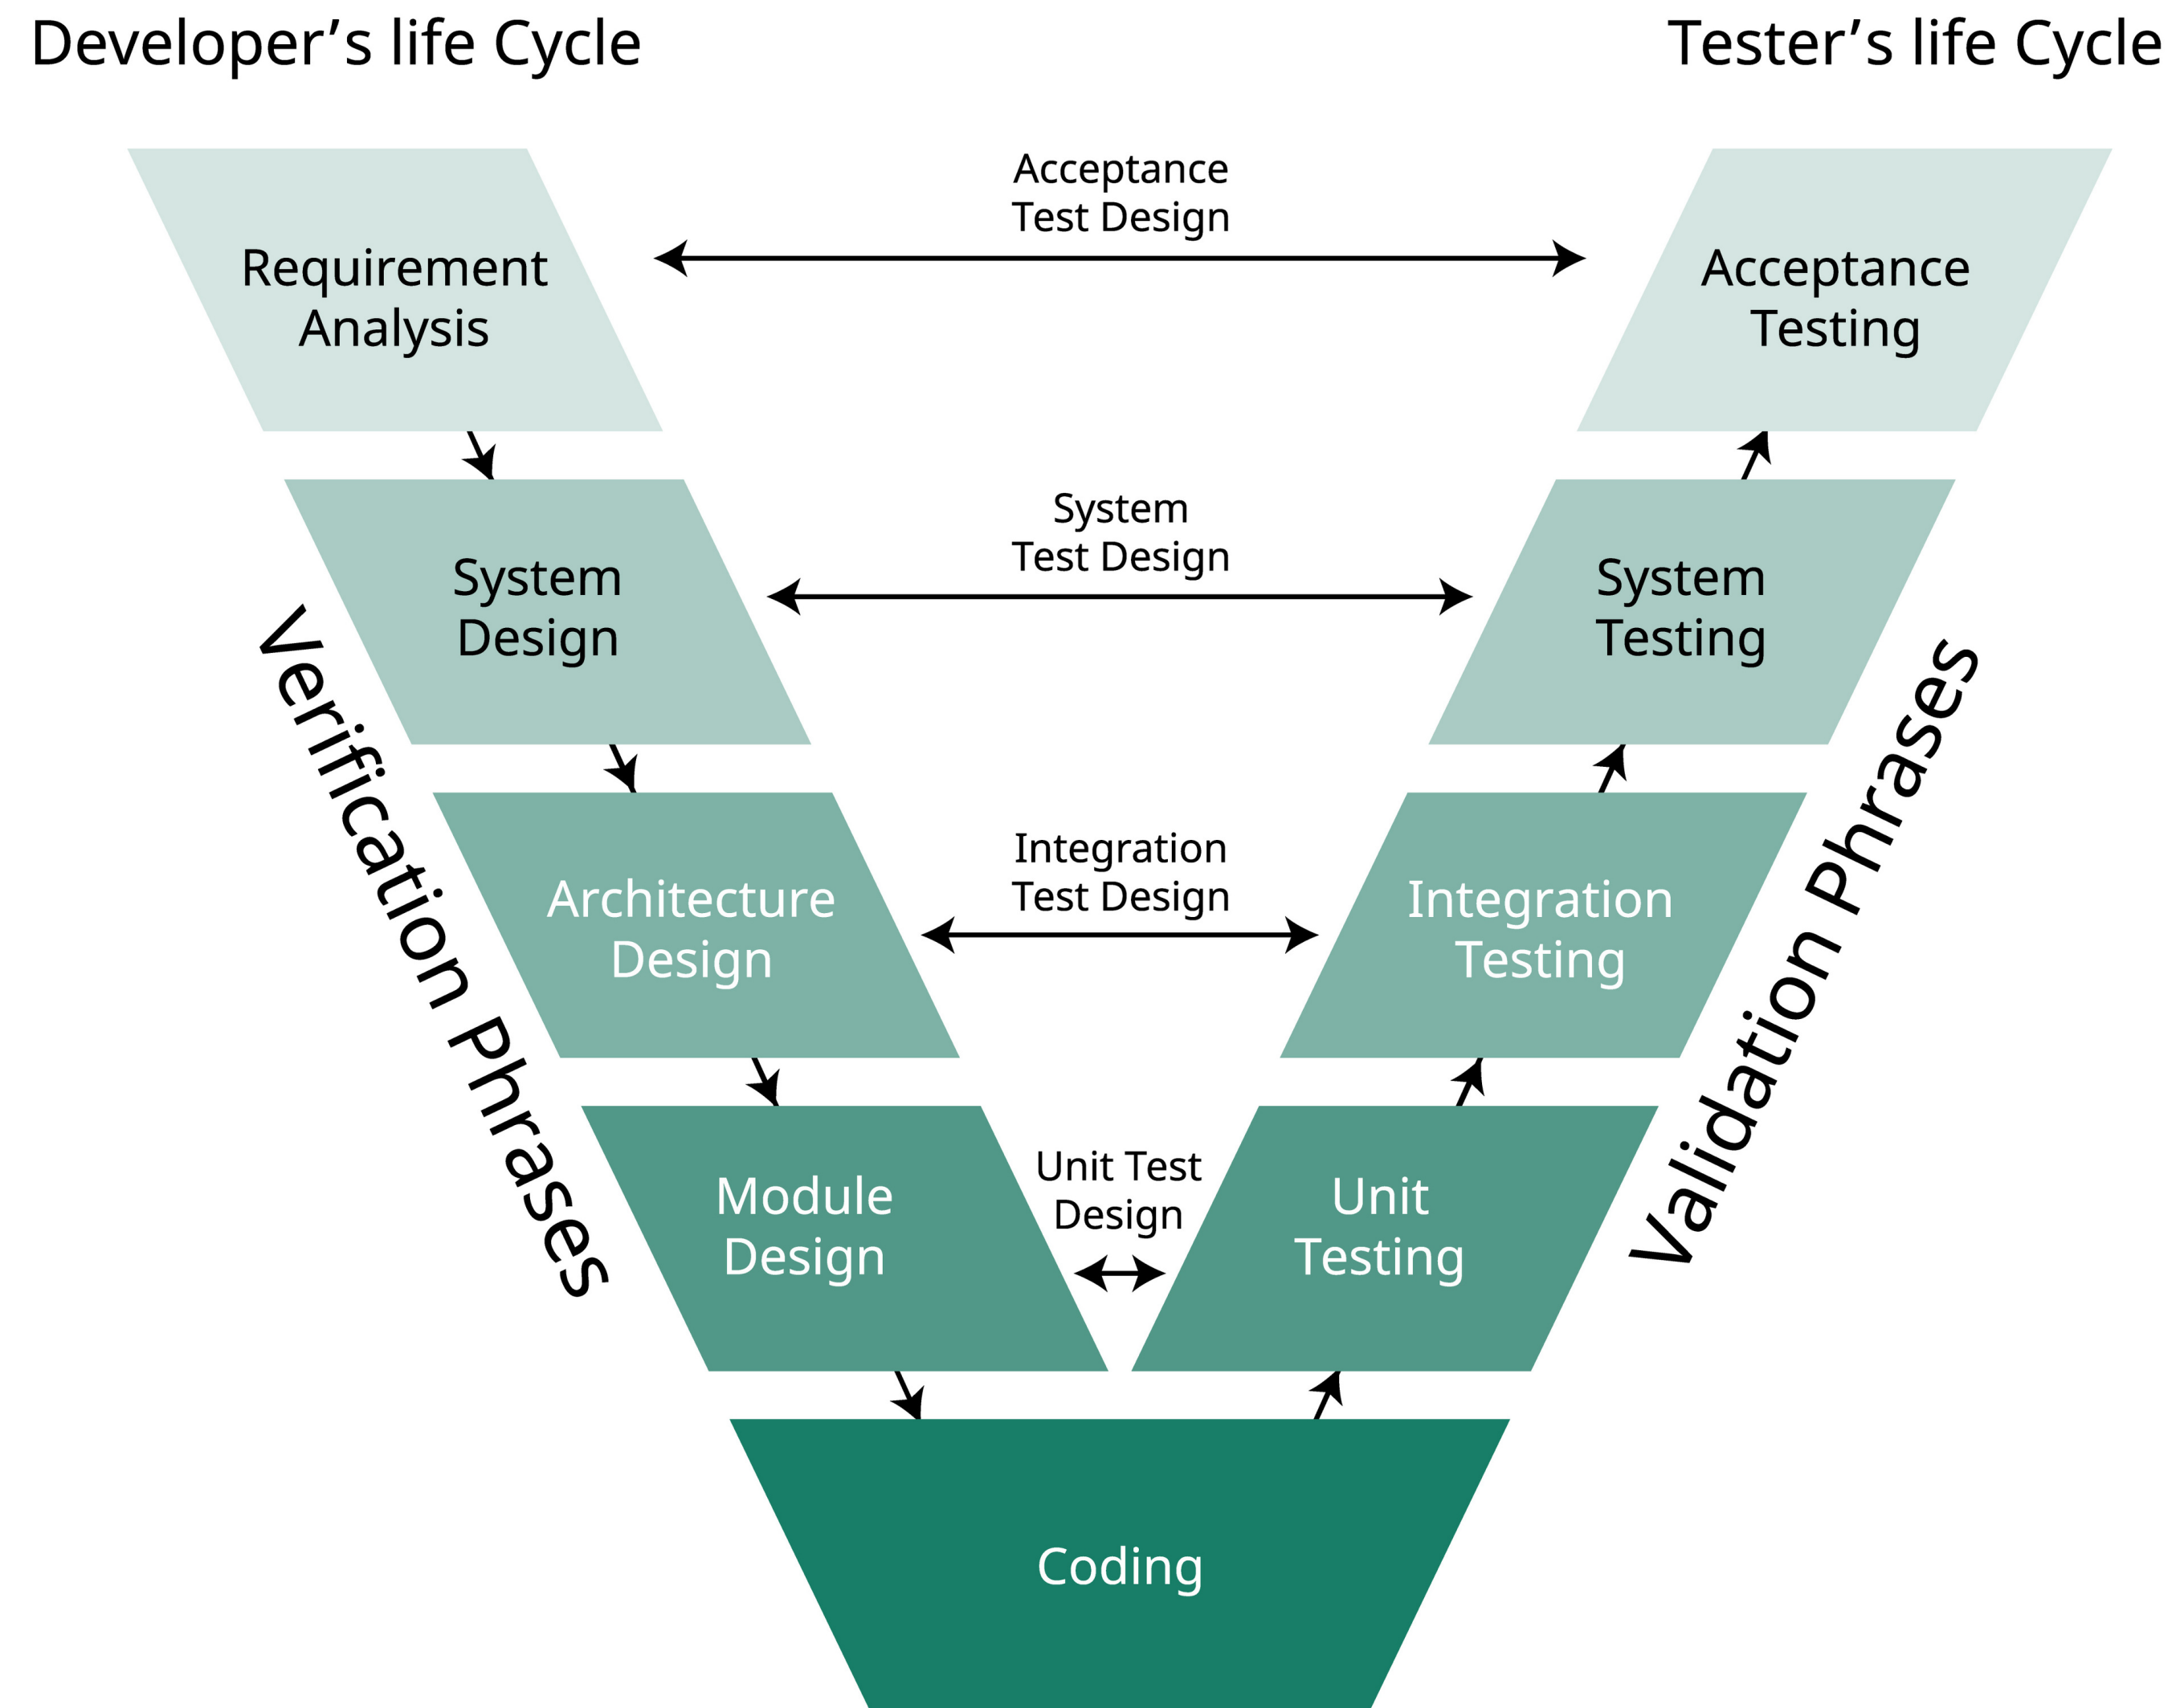 Developer’s life Cycle
Tester’s life Cycle
Requirement
Analysis
Acceptance
Test Design
Acceptance
Testing
System
Design
System
Test Design
System
Testing
Verification Phrases
Validation Phrases
Architecture
Design
Integration
Test Design
Integration
Testing
Module
Design
Unit Test
Design
Unit
Testing
Coding